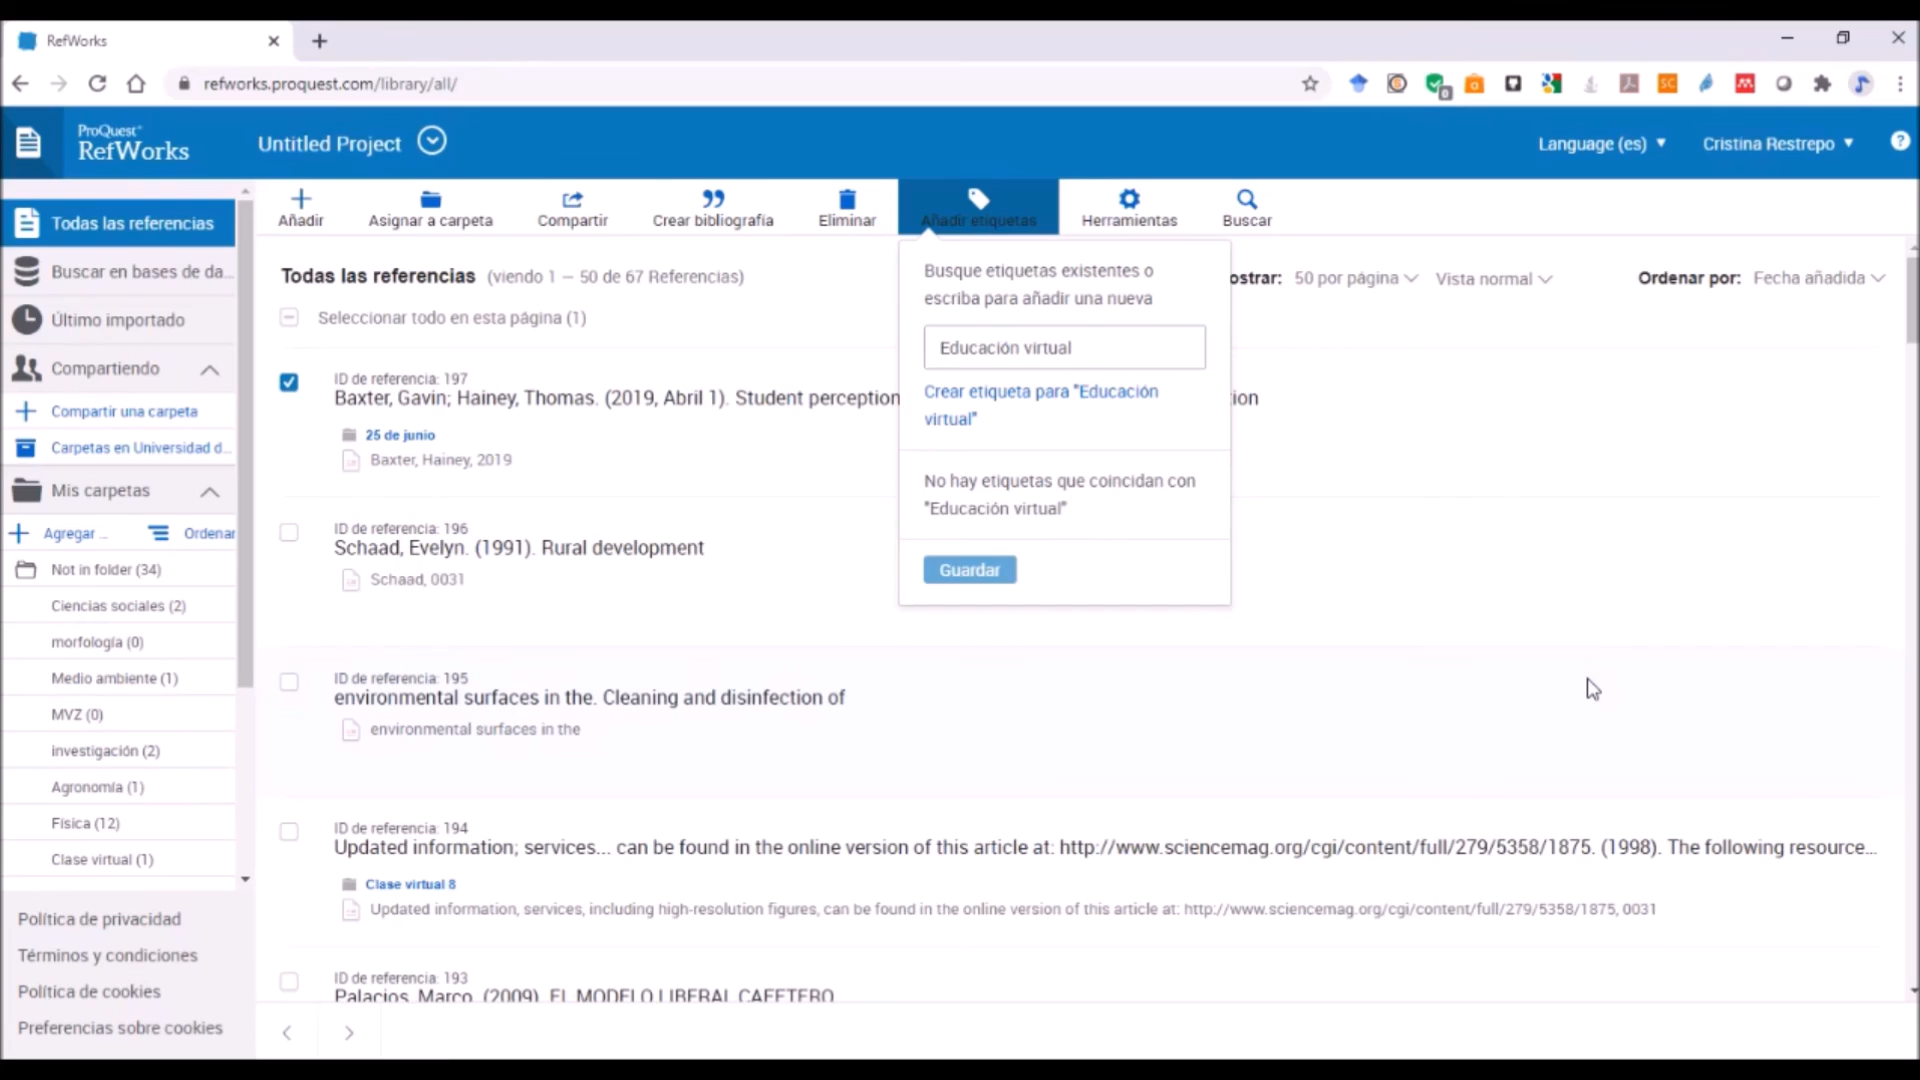 RefWorks
refworks.proquest.com/library/all/
ProQuest®
RefWorks
Untitled Project
Language (es)
Cristina Restrepo
Añadir
Asignar a carpeta
Compartir
Crear bibliografía
Eliminar
Añadir etiquetas
Herramientas
Buscar
Todas las referencias
Buscar en bases de da...
Último importado
Compartiendo
Compartir una carpeta
Carpetas en Universidad d...
Mis carpetas
Agregar ... Ordenar
Not in folder (34)
Ciencias sociales (2)
morfología (0)
Medio ambiente (1)
MVZ (0)
investigación (2)
Agronomía (1)
Física (12)
Clase virtual (1)
Política de privacidad
Términos y condiciones
Política de cookies
Preferencias sobre cookies
Todas las referencias (viendo 1 – 50 de 67 Referencias)
ostrar: 50 por página Vista normal Ordenar por: Fecha añadida
Seleccionar todo en esta página (1)
Busque etiquetas existentes o
escriba para añadir una nueva
Educación virtual
Crear etiqueta para "Educación
virtual"
No hay etiquetas que coincidan con
"Educación virtual"
Guardar
ID de referencia: 197
Baxter, Gavin; Hainey, Thomas. (2019, Abril 1). Student perception tion
25 de junio
Baxter, Hainey, 2019
ID de referencia: 196
Schaad, Evelyn. (1991). Rural development
Schaad, 0031
ID de referencia: 195
environmental surfaces in the. Cleaning and disinfection of
environmental surfaces in the
ID de referencia: 194
Updated information; services... can be found in the online version of this article at: http://www.sciencemag.org/cgi/content/full/279/5358/1875. (1998). The following resource...
Clase virtual 8
Updated information, services, including high-resolution figures, can be found in the online version of this article at: http://www.sciencemag.org/cgi/content/full/279/5358/1875, 0031
ID de referencia: 193
Palacios, Marco. (2009). EL MODELO LIBERAL CAFETERO